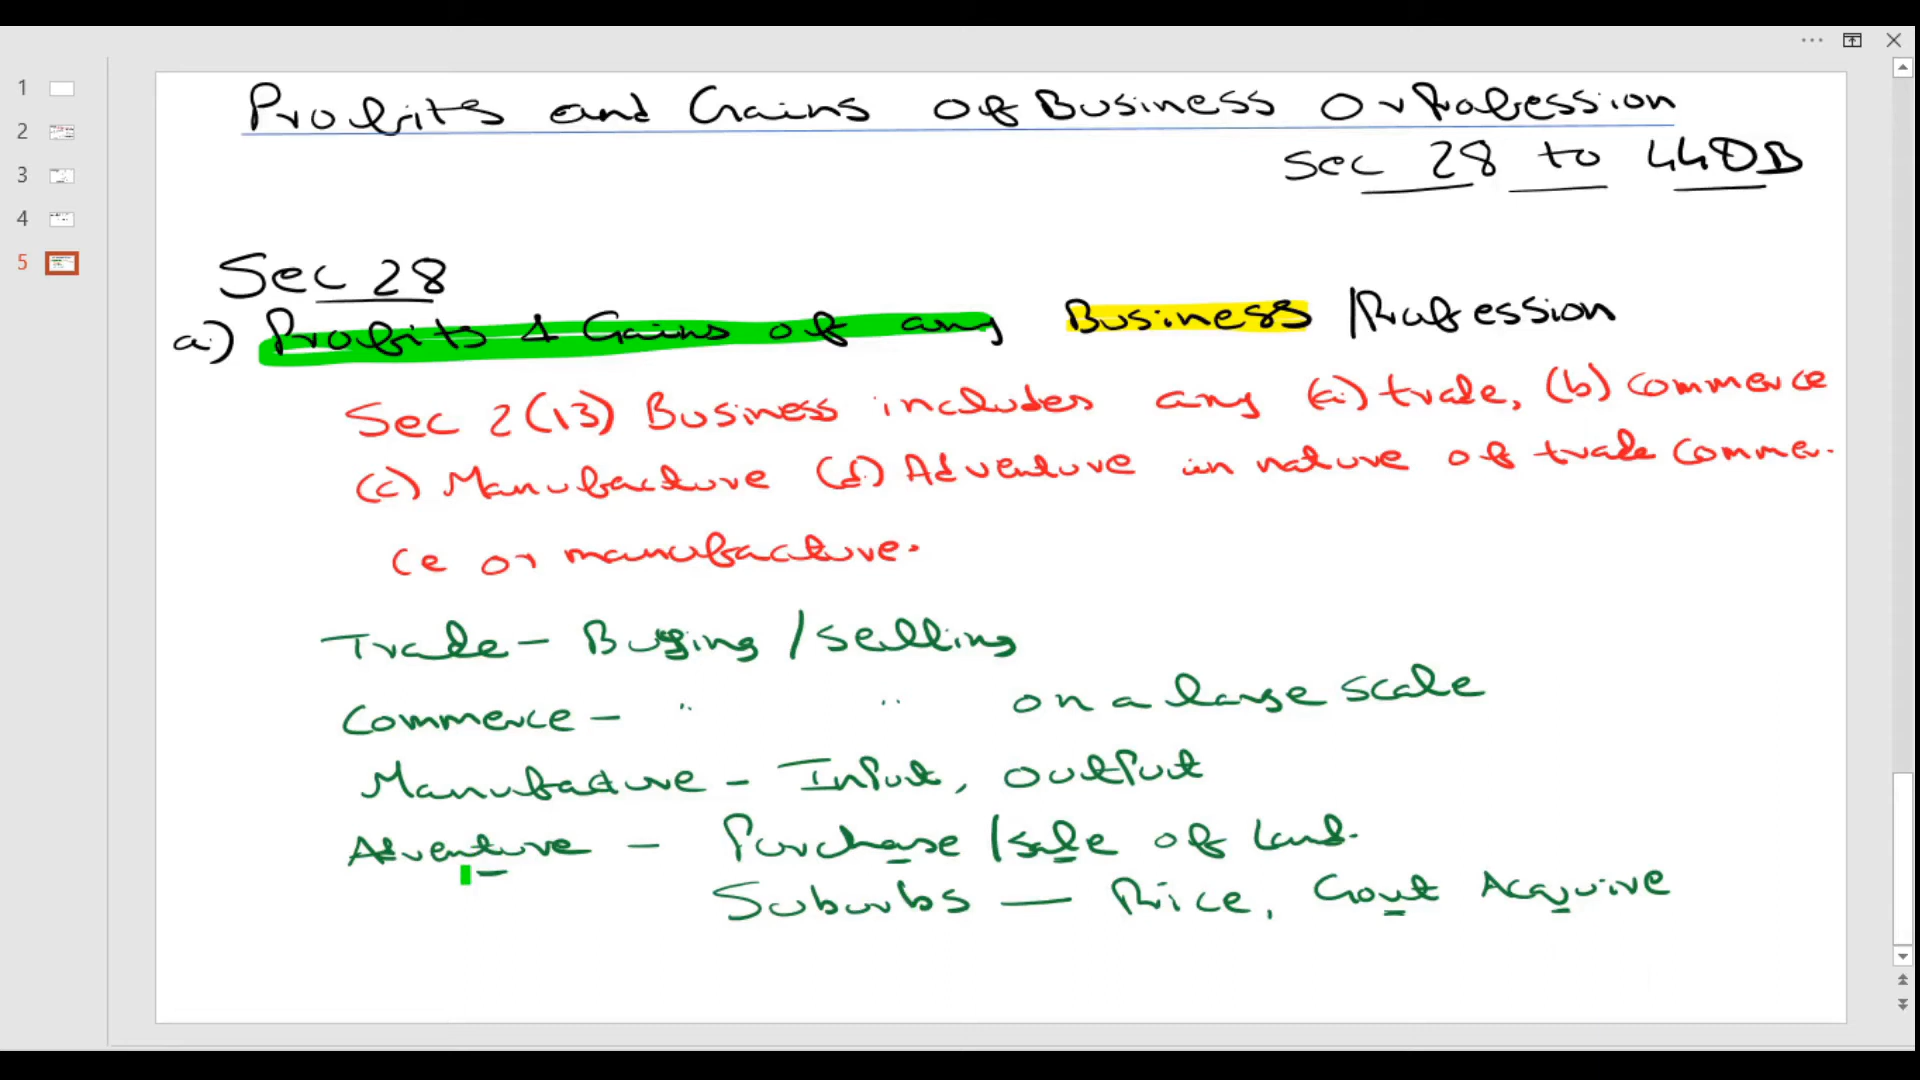 Profits and Gains of Business Or Profession
Sec 28 to 44DB
1
2
3
4
5
Sec 28
a) Profits & Gains of any Business / Profession
Sec 2(13) Business includes any (a) trade, (b) Commerce
(c) Manufacture (d) Adventure in nature of trade Commer-
ce or manufacture.
Trade - Buying / Selling
Commerce - " " on a large scale
Manufacture - Input, output
Adventure - Purchase / Sale of Land.
Suburbs — Price, Govt Acquire